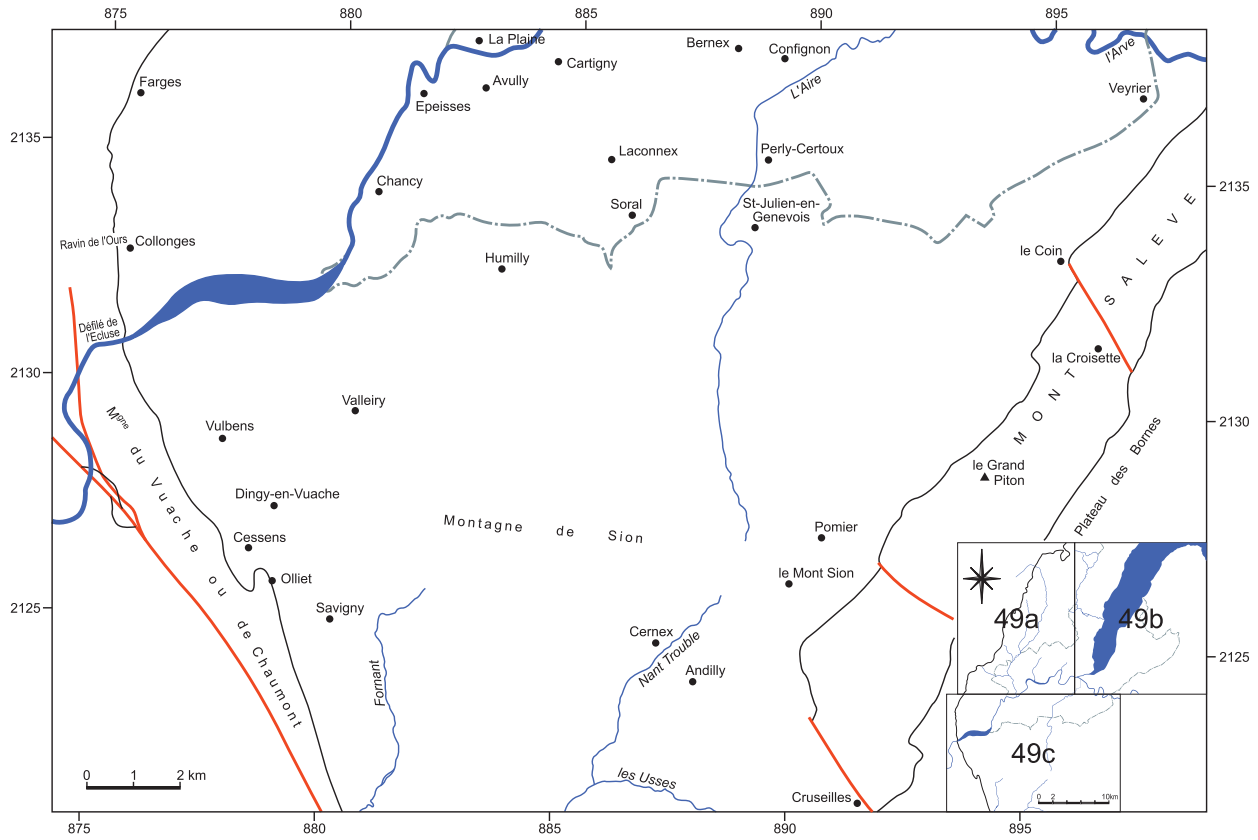 875 880 885 890 895
La Plaine
Bernex
Confignon
l'Arve
Cartigny
Farges
Avully
L'Aire
Veyrier
Epeisses
2135
Laconnex
Perly-Certoux
Chancy
2135
Soral
St-Julien-en-
Genevois
Ravin de l'Ours
Collonges
le Coin
Humilly
MONT SALEVE
Défilé de
l'Ecluse
la Croisette
2130
Valleiry
Mgne du Vuache ou de Chaumont
Vulbens
2130
Plateau des Bornes
le Grand
Piton
Dingy-en-Vuache
Montagne de Sion
Pomier
Cessens
le Mont Sion
Olliet
2125
Savigny
49a
49b
Cernex
Nant Trouble
Andilly
2125
Fornant
49c
0 1 2 km
les Usses
Cruseilles
0 2 10km
875 880 885 890 895